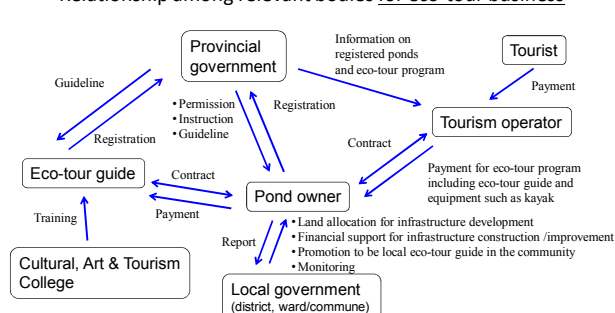 Relationship among relevant bodies for eco-tour business
Provincial
government
Information on
registered ponds
and eco-tour program
Tourist
Guideline
Payment
• Permission
• Instruction
• Guideline
Registration
Registration
Tourism operator
Contract
Eco-tour guide
Contract
Payment for eco-tour program
including eco-tour guide and
equipment such as kayak
Pond owner
Payment
Training
• Land allocation for infrastructure development
• Financial support for infrastructure construction /improvement
• Promotion to be local eco-tour guide in the community
• Monitoring
Report
Cultural, Art & Tourism
College
Local government
(district, ward/commune)